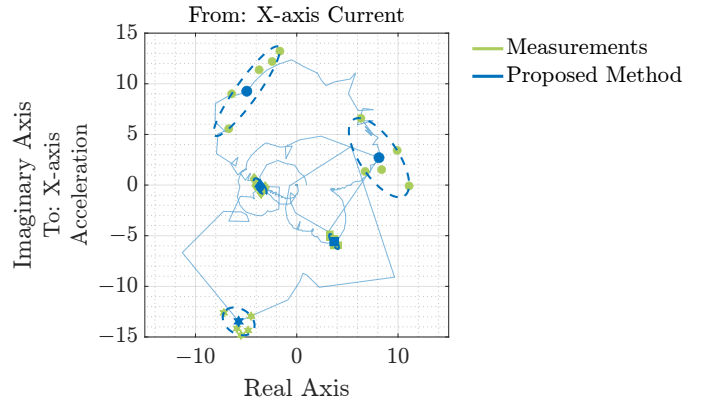 From: X-axis Current
Measurements
Proposed Method
Imaginary Axis
To: X-axis
Acceleration
15
10
5
0
−5
−10
−15
−10
0
10
Real Axis